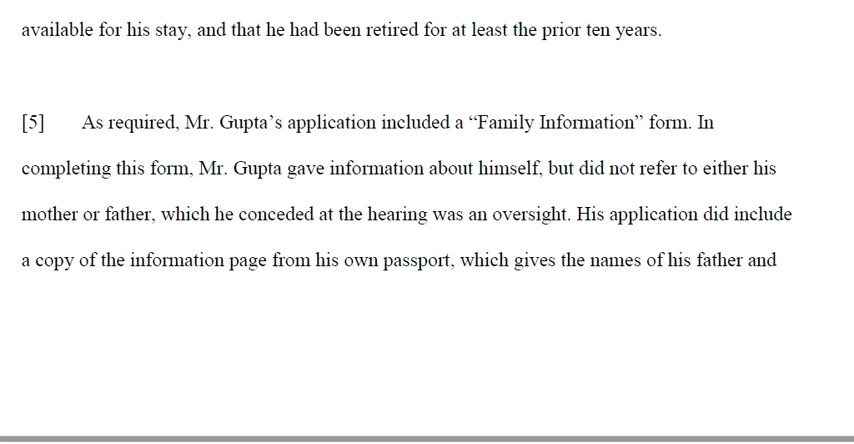 available for his stay, and that he had been retired for at least the prior ten years.
[5] As required, Mr. Gupta’s application included a “Family Information” form. In
completing this form, Mr. Gupta gave information about himself, but did not refer to either his
mother or father, which he conceded at the hearing was an oversight. His application did include
a copy of the information page from his own passport, which gives the names of his father and